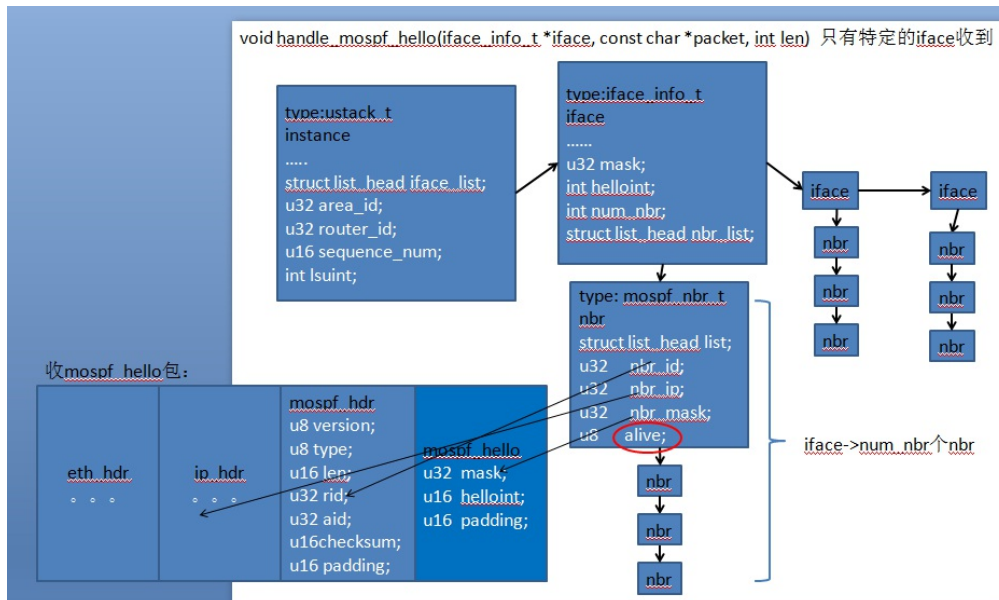 void handle_mospf_hello(iface_info_t *iface, const char *packet, int len) 只有特定的iface收到
type:ustack_t
instance
.....
struct list_head iface_list;
u32 area_id;
u32 router_id;
u16 sequence_num;
int lsuint;
type:iface_info_t
iface
......
u32 mask;
int helloint;
int num_nbr;
struct list_head nbr_list;
iface
nbr
nbr
nbr
iface
nbr
nbr
nbr
type: mospf_nbr_t
nbr
struct list_head list;
u32 nbr_id;
u32 nbr_ip;
u32 nbr_mask;
u8 alive;
nbr
nbr
nbr
iface->num_nbr个nbr
收mospf_hello包：
eth_hdr
。 。 。
ip_hdr
。 。 。
mospf_hdr
u8 version;
u8 type;
u16 len;
u32 rid;
u32 aid;
u16checksum;
u16 padding;
mospf_hello
u32 mask;
u16 helloint;
u16 padding;